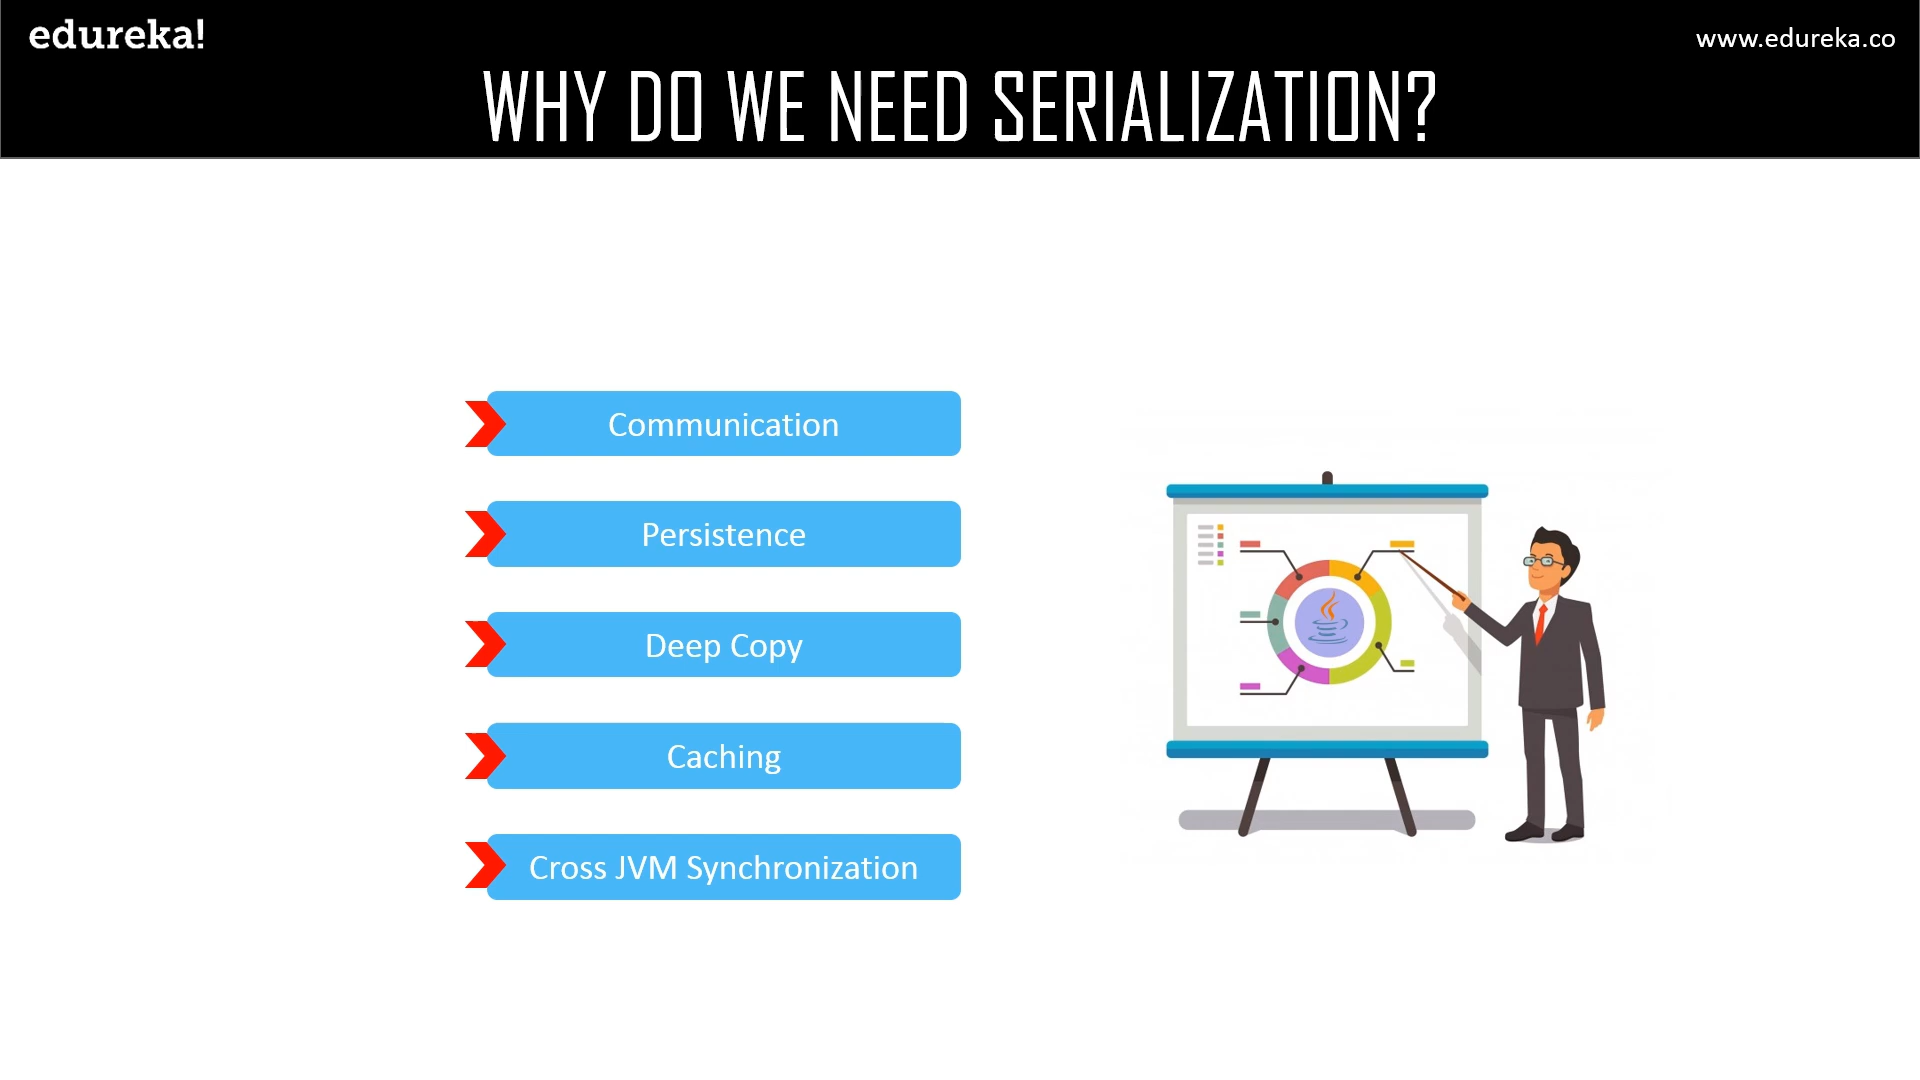 edureka!
www.edureka.co
WHY DO WE NEED SERIALIZATION?
Communication
Persistence
Deep Copy
Caching
Cross JVM Synchronization